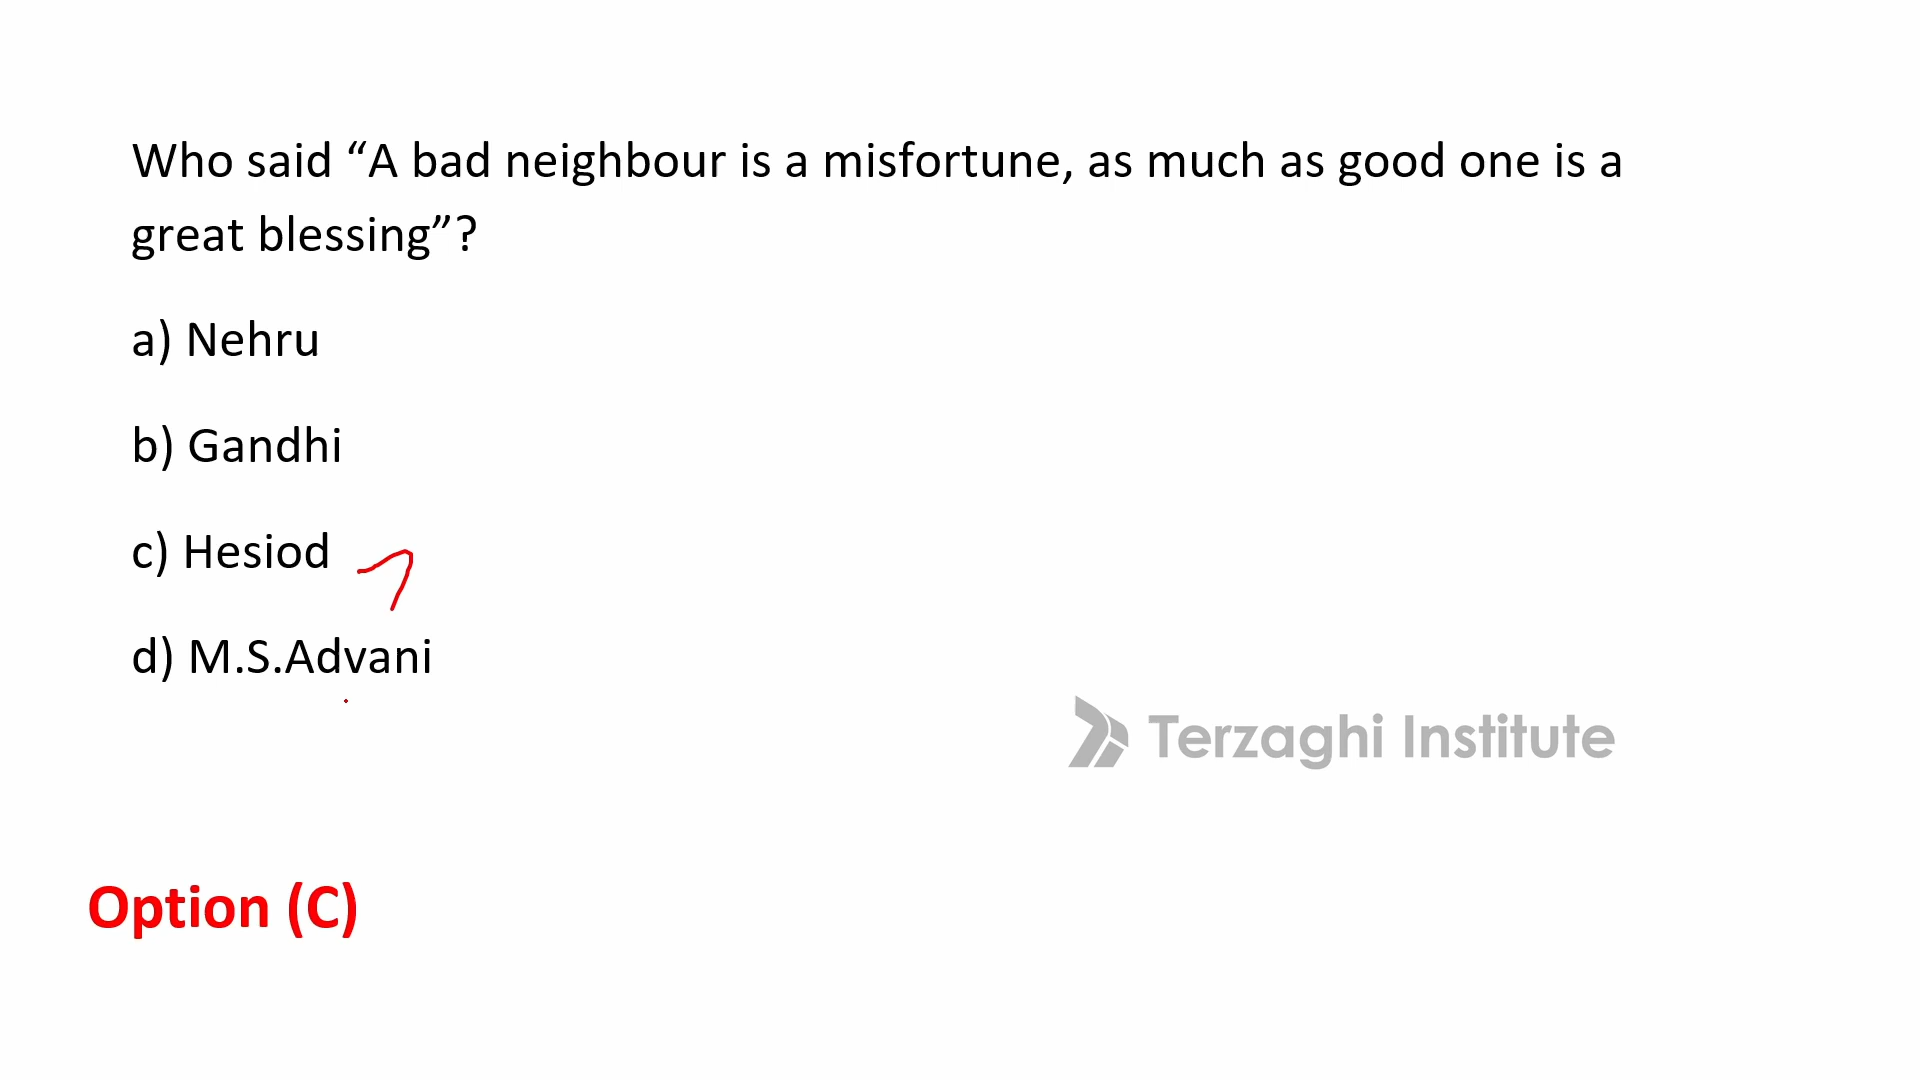 Who said “A bad neighbour is a misfortune, as much as good one is a
great blessing”?
a) Nehru
b) Gandhi
c) Hesiod
d) M.S.Advani
Terzaghi Institute
Option (C)